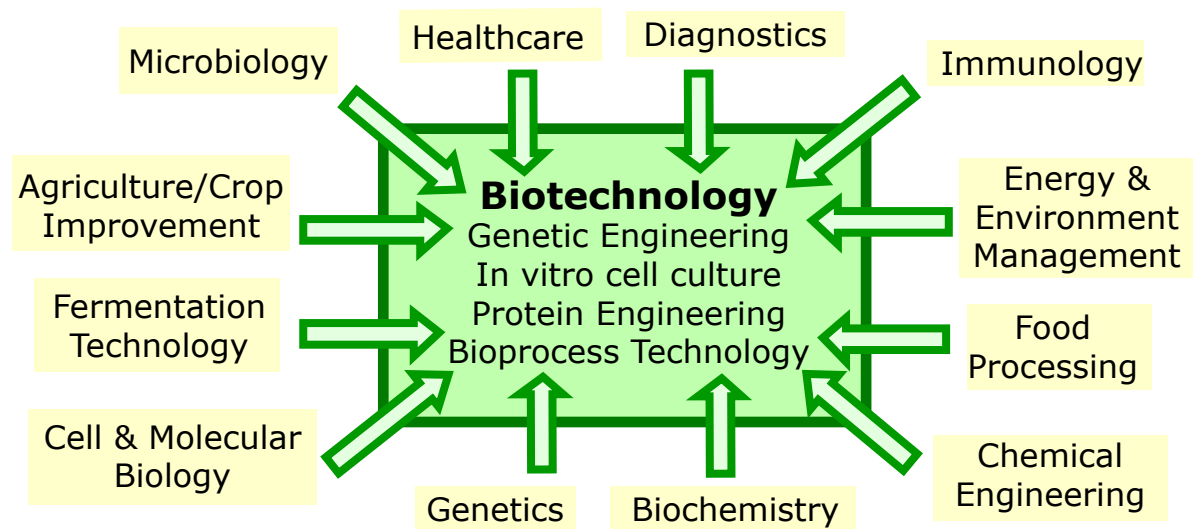 Healthcare
Diagnostics
Microbiology
Immunology
Agriculture/Crop
Improvement
Biotechnology
Genetic Engineering
In vitro cell culture
Protein Engineering
Bioprocess Technology
Energy &
Environment
Management
Fermentation
Technology
Food
Processing
Cell & Molecular
Biology
Genetics
Biochemistry
Chemical
Engineering